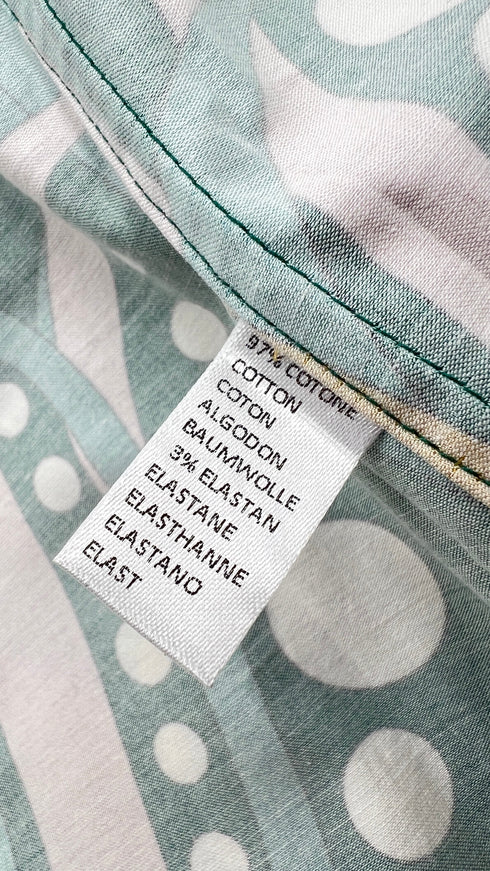 97% COTONE
COTTON
COTON
ALGODON
BAUMWOLLE
3% ELASTAN
ELASTANE
ELASTHANNE
ELASTANO
ELAST